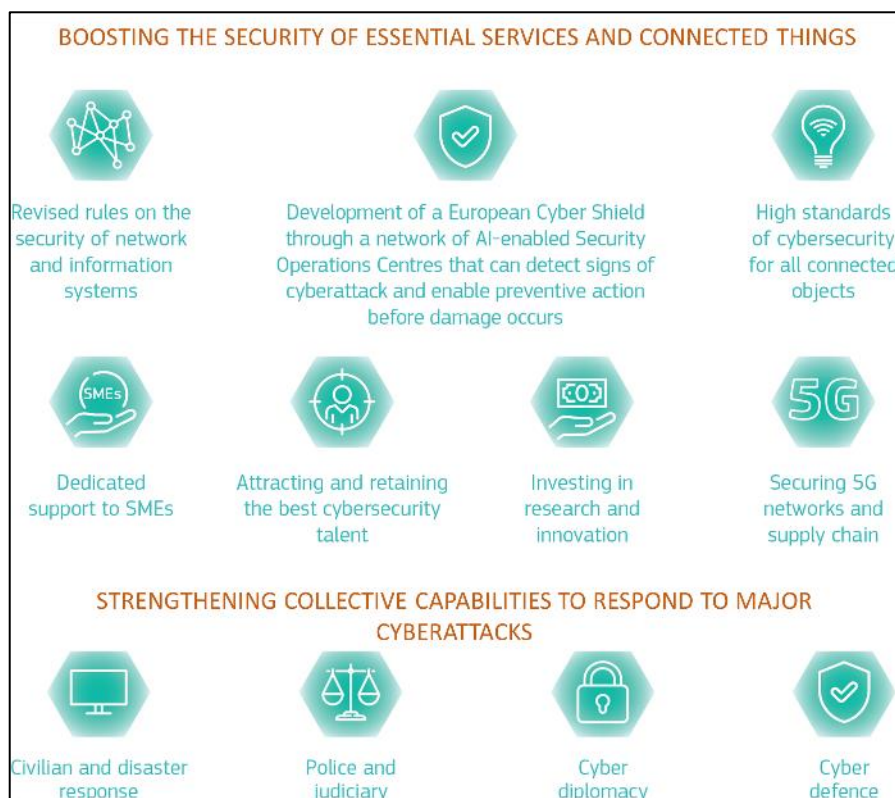 BOOSTING THE SECURITY OF ESSENTIAL SERVICES AND CONNECTED THINGS
Revised rules on the
security of network
and information
systems
Development of a European Cyber Shield
through a network of AI-enabled Security
Operations Centres that can detect signs of
cyberattack and enable preventive action
before damage occurs
High standards
of cybersecurity
for all connected
objects
SMEs
Dedicated
support to SMEs
Attracting and retaining
the best cybersecurity
talent
Investing in
research and
innovation
5G
Securing 5G
networks and
supply chain
STRENGTHENING COLLECTIVE CAPABILITIES TO RESPOND TO MAJOR
CYBERATTACKS
Civilian and disaster
response
Police and
judiciary
Cyber
diplomacy
Cyber
defence